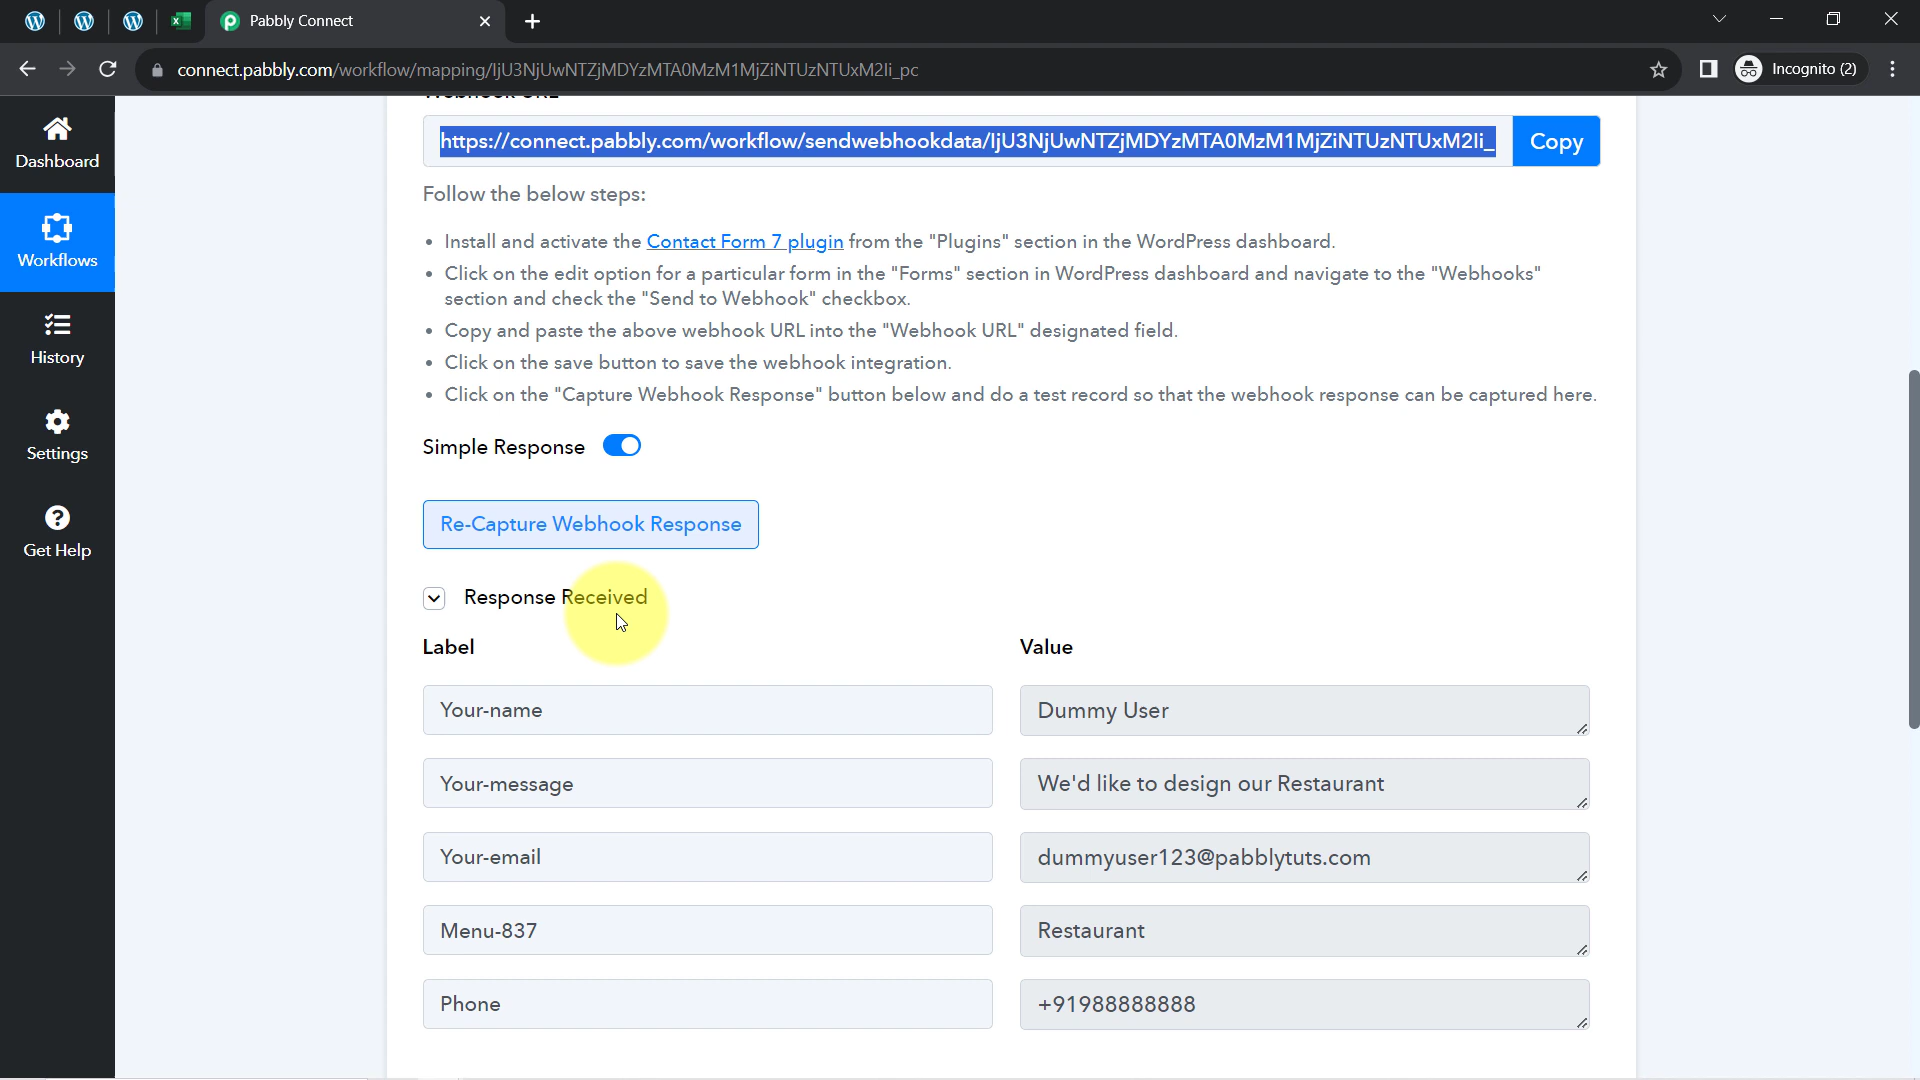 Pabbly Connect
connect.pabbly.com/workflow/mapping/IjU3NjUwNTZjMDYzMTA0MzM1MjZiNTUzNTUxM2Ii_pc
Incognito (2)
Dashboard
Workflows
History
Settings
Get Help
https://connect.pabbly.com/workflow/sendwebhookdata/IjU3NjUwNTZjMDYzMTA0MzM1MjZiNTUzNTUxM2Ii_
Copy
Follow the below steps:
• Install and activate the Contact Form 7 plugin from the "Plugins" section in the WordPress dashboard.
• Click on the edit option for a particular form in the "Forms" section in WordPress dashboard and navigate to the "Webhooks"
section and check the "Send to Webhook" checkbox.
• Copy and paste the above webhook URL into the "Webhook URL" designated field.
• Click on the save button to save the webhook integration.
• Click on the "Capture Webhook Response" button below and do a test record so that the webhook response can be captured here.
Simple Response
Re-Capture Webhook Response
Response Received
Label Value
Your-name Dummy User
Your-message We'd like to design our Restaurant
Your-email dummyuser123@pabblytuts.com
Menu-837 Restaurant
Phone +91988888888